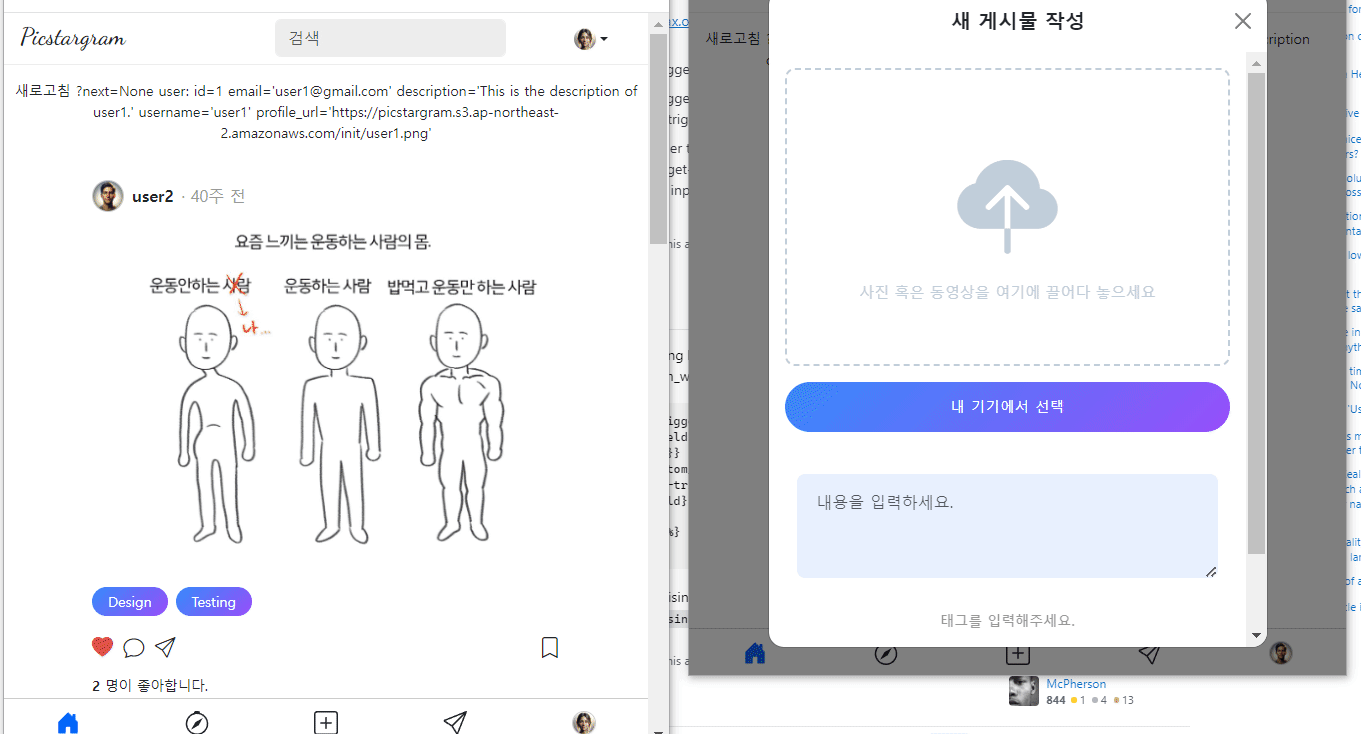 Picstargram
검색
새로고침 ?next=None user: id=1 email='user1@gmail.com' description='This is the description of
user1.' username='user1' profile_url='https://picstargram.s3.ap-northeast-
2.amazonaws.com/init/user1.png'
user2 · 40주 전
요즘 느끼는 운동하는 사람의 몸.
운동안하는 사람
운동하는 사람
밥먹고 운동만 하는 사람
나...
Design
Testing
2 명이 좋아합니다.
새 게시물 작성
새로고침
사진 혹은 동영상을 여기에 끌어다 놓으세요
내 기기에서 선택
내용을 입력하세요.
태그를 입력해주세요.
McPherson
844 1 4 13